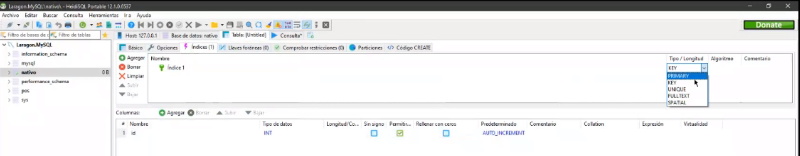 Laragon.MySQL\nativo\ - HeidiSQL Portable 12.1.0.6537
Archivo Editar Buscar Consulta Herramientas Ir a Ayuda
Donate
Filtro de bases de d... Filtro de tablas
Host: 127.0.0.1 Base de datos: nativo Tabla: [Untitled] Consulta*
Laragon.MySQL
information_schema
mysql
nativo 0 B
performance_schema
pos
sys
Básico Opciones Índices (1) Llaves foráneas (0) Comprobar restricciones (0) Particiones Código CREATE
Agregar
Borrar
Limpiar
Subir
Bajar
Nombre Tipo / Longitud Algoritmo Comentario
Índice 1 KEY
PRIMARY
KEY
UNIQUE
FULLTEXT
SPATIAL
Columnas: Agregar Borrar Subir Bajar
# Nombre Tipo de datos Longitud/Co... Sin signo Permitir... Rellenar con ceros Predeterminado Comentario Collation Expresión Virtualidad
1 id INT AUTO_INCREMENT